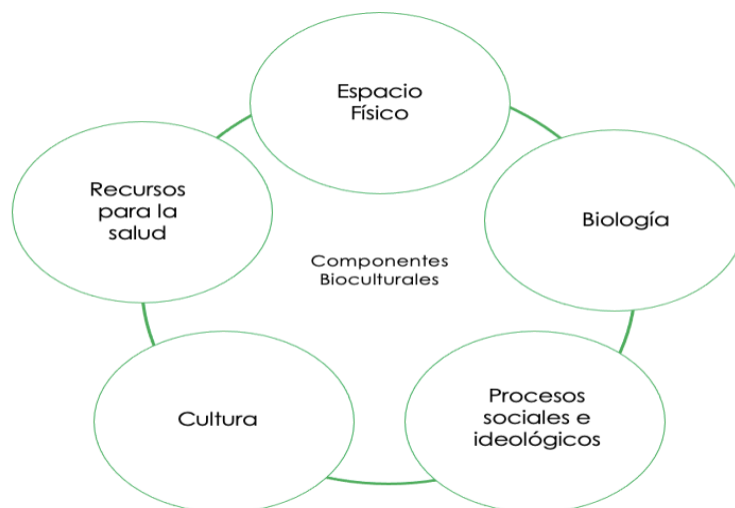 Espacio
Físico
Recursos
para la
salud
Biología
Componentes
Bioculturales
Cultura
Procesos
sociales e
ideológicos